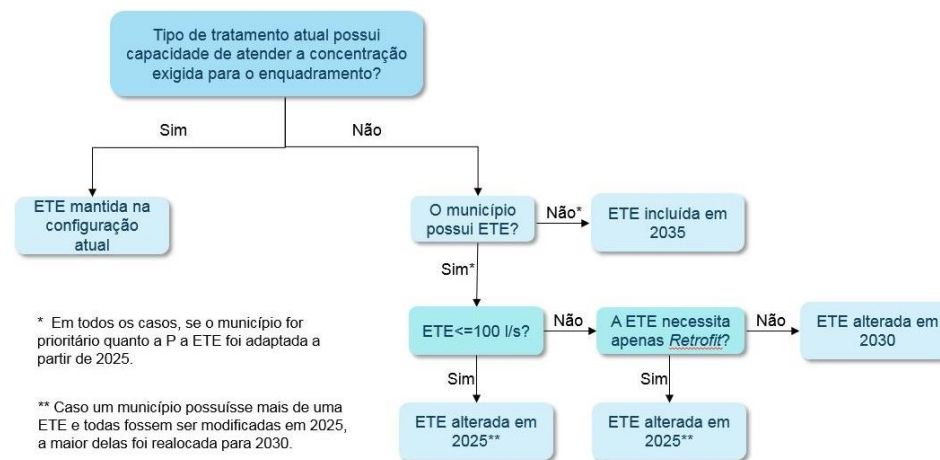 Tipo de tratamento atual possui
capacidade de atender a concentração
exigida para o enquadramento?
Sim
Não
ETE mantida na
configuração
atual
O município
possui ETE?
Não*
ETE incluída em
2035
Sim*
ETE<=100 l/s?
Não
A ETE necessita
apenas Retrofit?
Não
ETE alterada em
2030
Sim
Sim
ETE alterada em
2025**
ETE alterada em
2025**
* Em todos os casos, se o município for
prioritário quanto a P a ETE foi adaptada a
partir de 2025.
** Caso um município possuísse mais de uma
ETE e todas fossem ser modificadas em 2025,
a maior delas foi realocada para 2030.